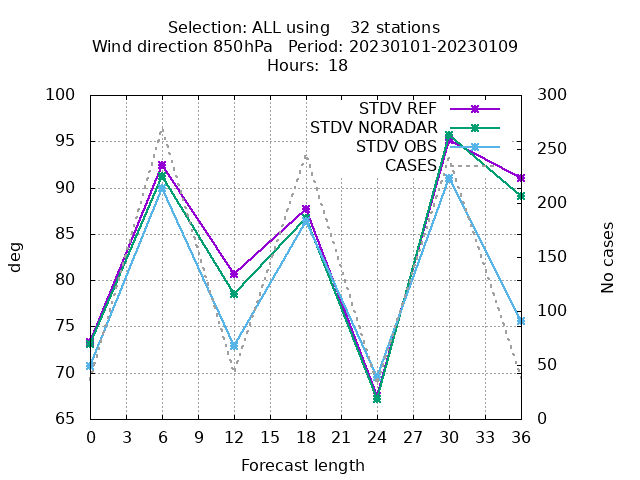 Selection: ALL using    32 stations
Wind direction 850hPa   Period: 20230101-20230109
Hours: 18
100
95
90
85
80
75
70
65
300
250
200
150
100
50
0
STDV REF
STDV NORADAR
STDV OBS
CASES
deg
No cases
0 3 6 9 12 15 18 21 24 27 30 33 36
Forecast length